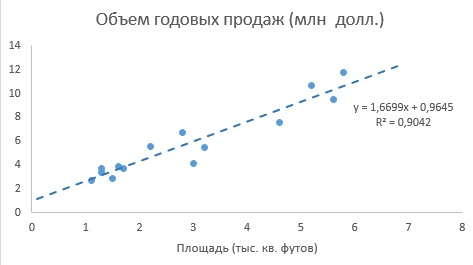 Объем годовых продаж (млн  долл.)
14
12
10
8
6
4
2
0
y = 1,6699x + 0,9645
R² = 0,9042
0 1 2 3 4 5 6 7 8
Площадь (тыс. кв. футов)